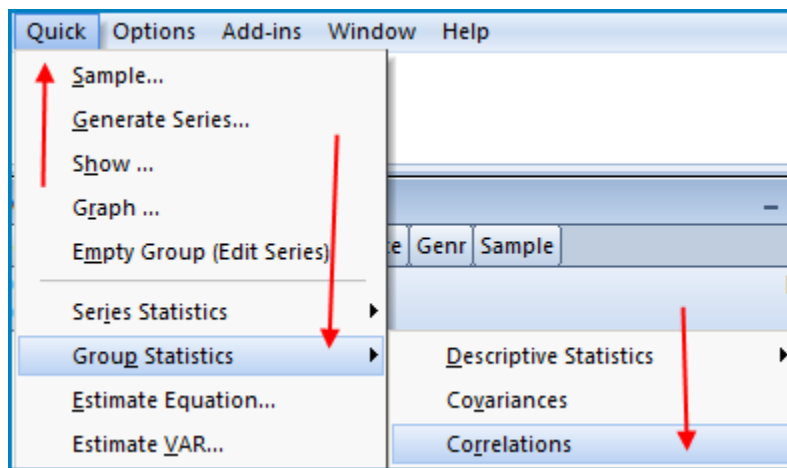 Quick Options Add-ins Window Help
Sample...
Generate Series...
Show ...
Graph ...
Empty Group (Edit Series)
Genr Sample
Series Statistics
Group Statistics
Estimate Equation...
Estimate VAR...
Descriptive Statistics
Covariances
Correlations